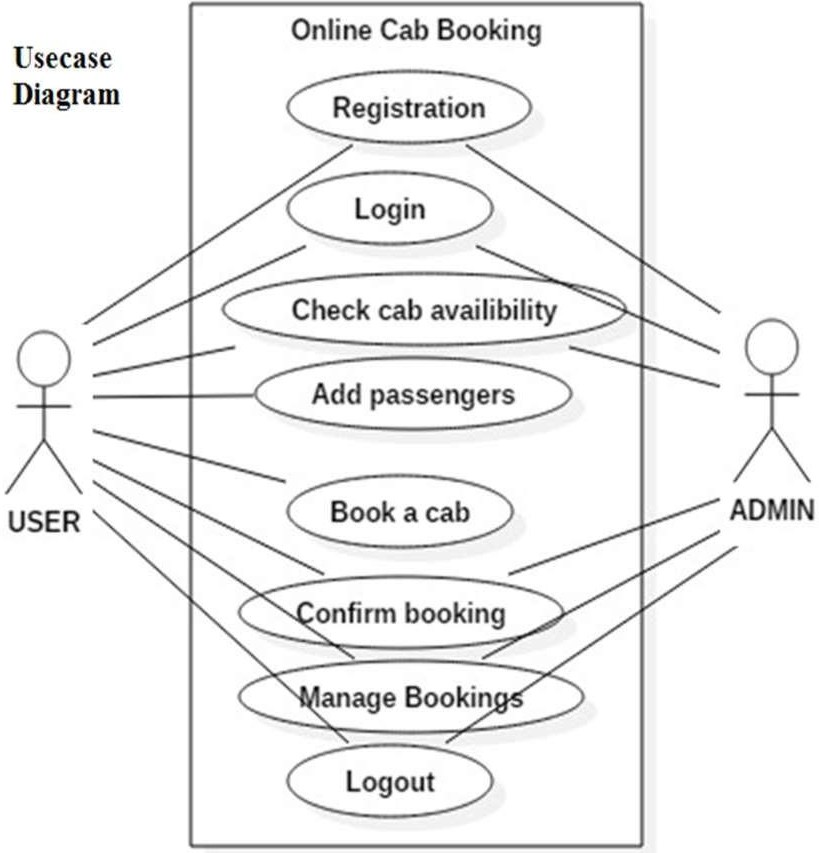 Online Cab Booking
Usecase
Diagram
Registration
Login
Check cab availibility
Add passengers
Book a cab
USER
ADMIN
Confirm booking
Manage Bookings
Logout